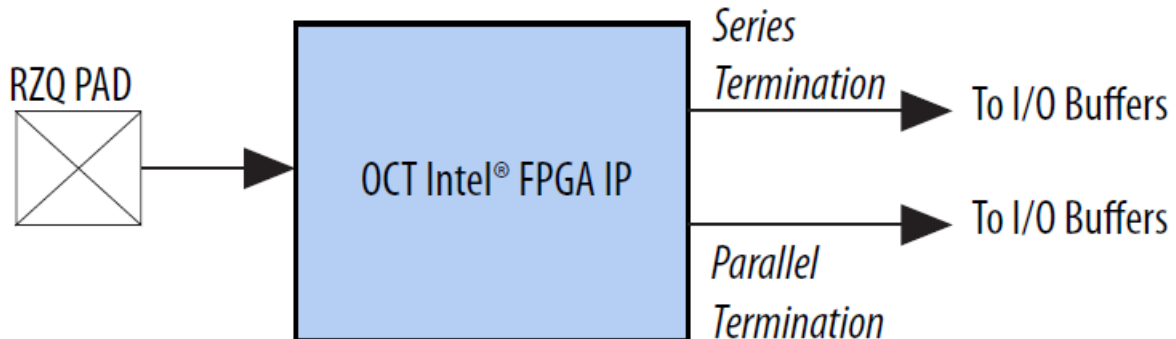 RZQ PAD
OCT Intel® FPGA IP
Series
Termination
To I/O Buffers
To I/O Buffers
Parallel
Termination